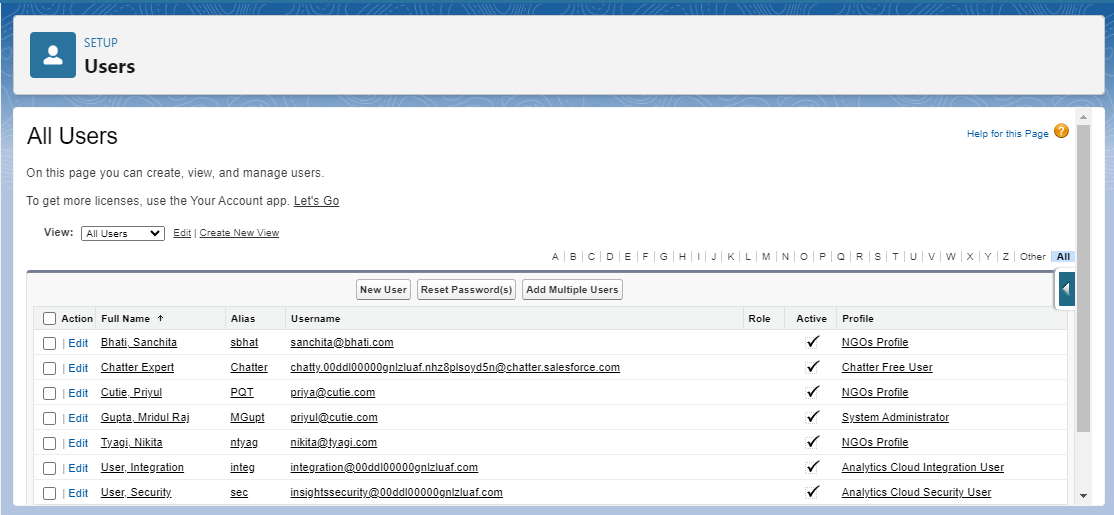 SETUP
Users
All Users
Help for this Page ?
On this page you can create, view, and manage users.
To get more licenses, use the Your Account app. Let's Go
View: All Users Edit | Create New View
A | B | C | D | E | F | G | H | I | J | K | L | M | N | O | P | Q | R | S | T | U | V | W | X | Y | Z | Other All
New User Reset Password(s) Add Multiple Users
Action Full Name ↑ Alias Username Role Active Profile
| Edit Bhati, Sanchita sbhat sanchita@bhati.com ✓ NGOs Profile
| Edit Chatter Expert Chatter chatty.00ddl00000gnlzluaf.nhz8plsoyd5n@chatter.salesforce.com ✓ Chatter Free User
| Edit Cutie, Priyul PQT priya@cutie.com ✓ NGOs Profile
| Edit Gupta, Mridul Raj MGupt priyul@cutie.com ✓ System Administrator
| Edit Tyagi, Nikita ntyag nikita@tyagi.com ✓ NGOs Profile
| Edit User, Integration integ integration@00ddl00000gnlzluaf.com ✓ Analytics Cloud Integration User
| Edit User, Security sec insightssecurity@00ddl00000gnlzluaf.com ✓ Analytics Cloud Security User